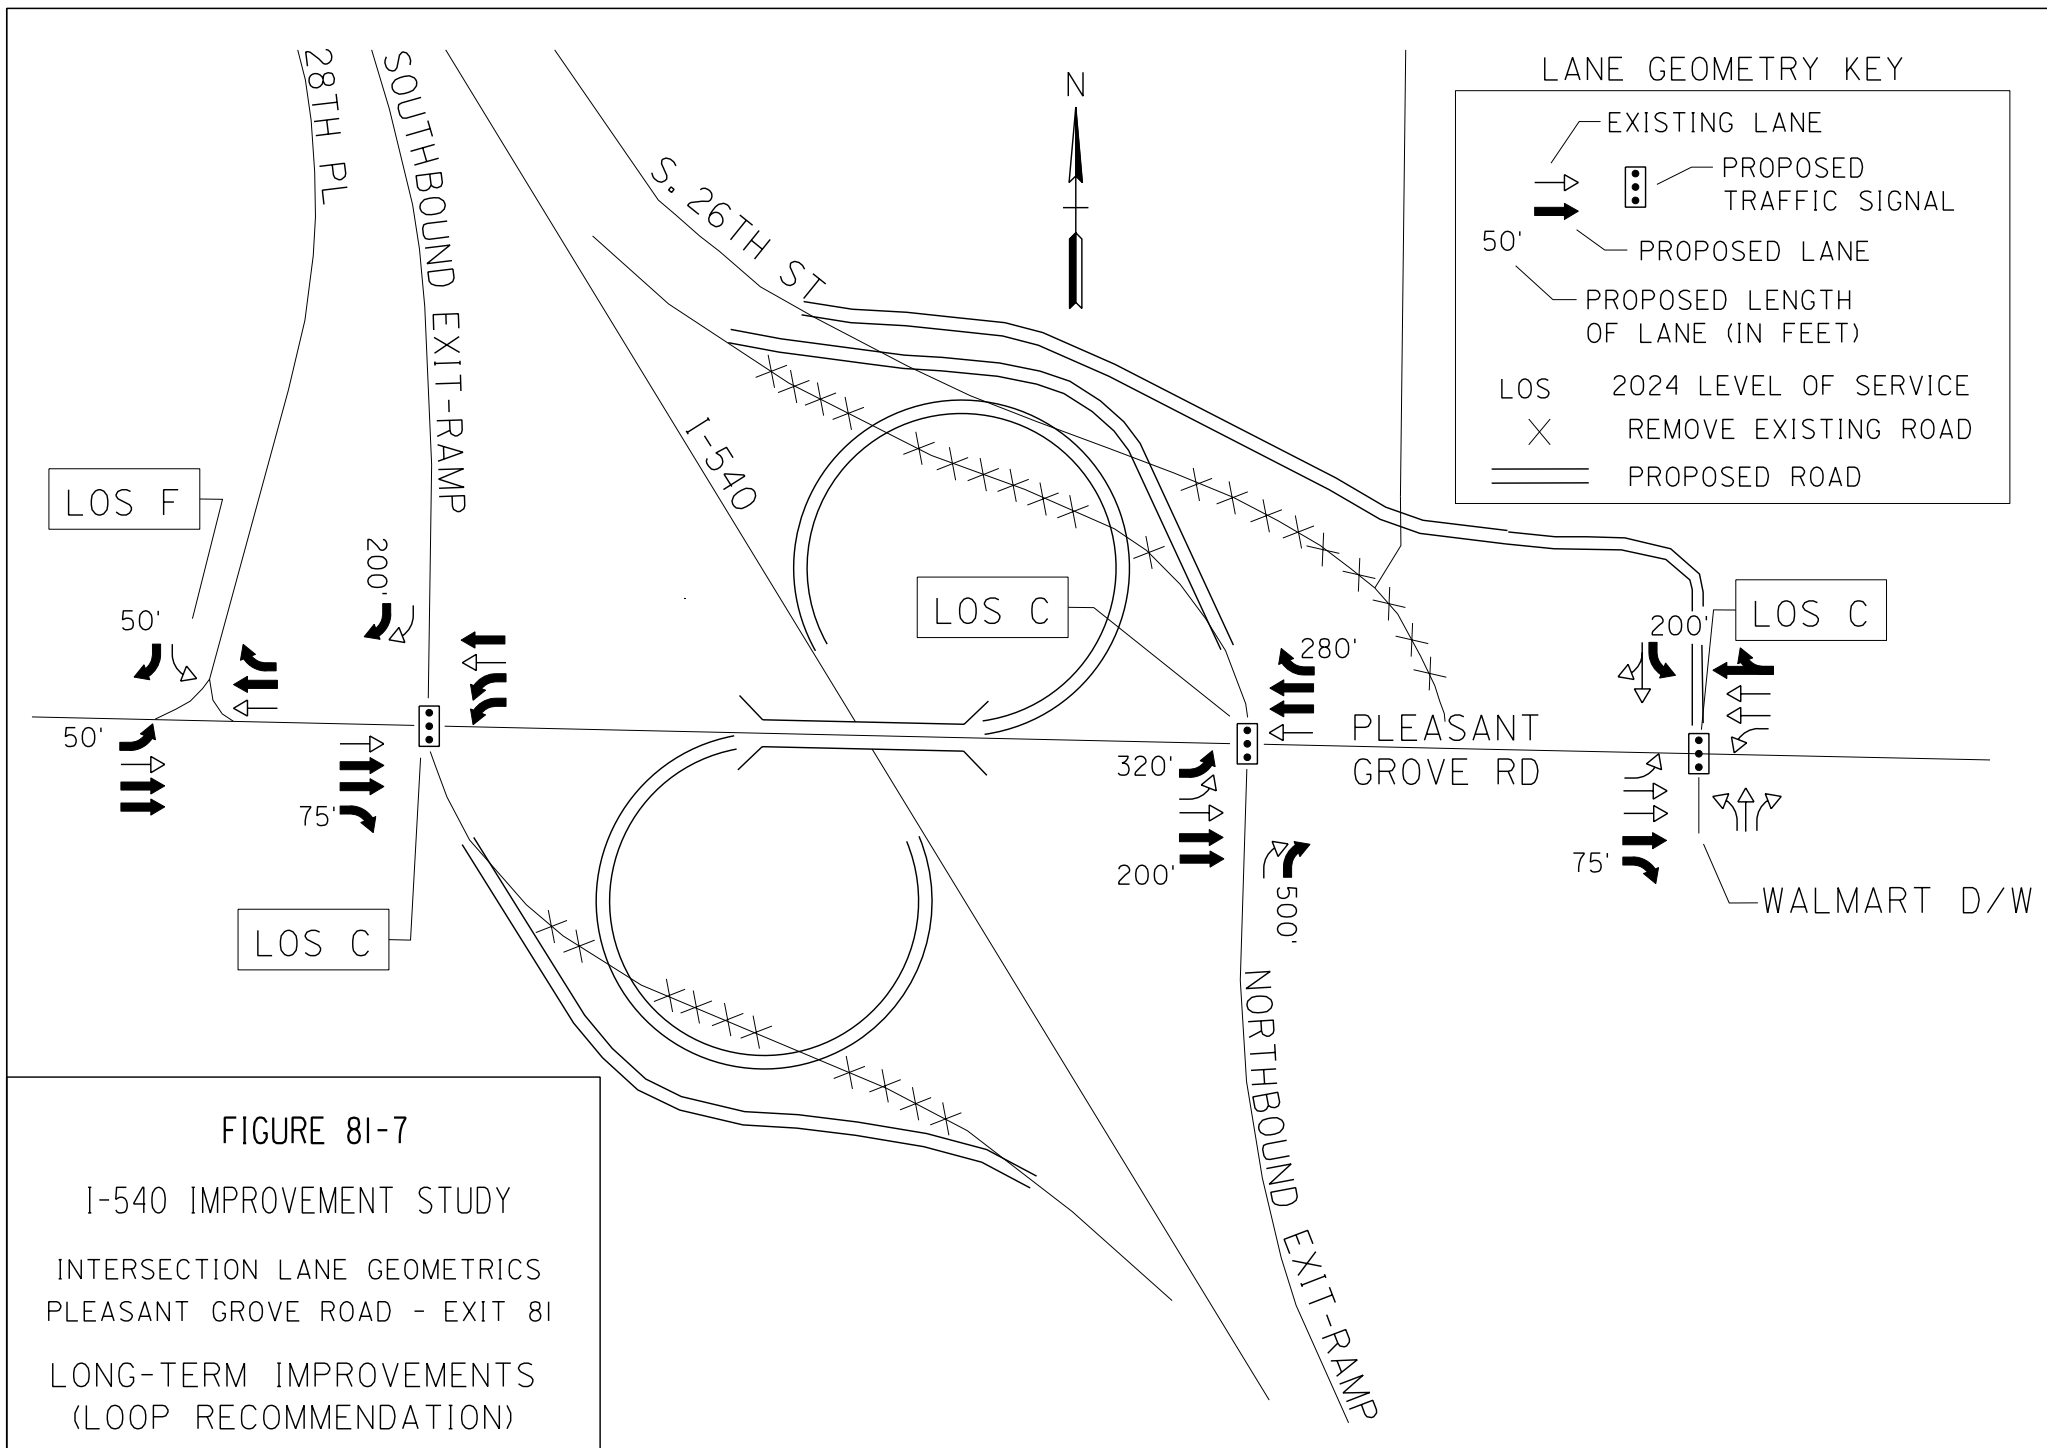 28TH PL
SOUTHBOUND EXIT-RAMP
S. 26TH ST
I-540
N
LANE GEOMETRY KEY
EXISTING LANE
PROPOSED
TRAFFIC SIGNAL
50'
PROPOSED LANE
PROPOSED LENGTH
OF LANE (IN FEET)
LOS 2024 LEVEL OF SERVICE
X REMOVE EXISTING ROAD
PROPOSED ROAD
LOS F
200'
50'
50'
75'
LOS C
LOS C
280'
320'
200'
500'
PLEASANT
GROVE RD
LOS C
200'
75'
WALMART D/W
NORTHBOUND EXIT-RAMP
FIGURE 81-7
I-540 IMPROVEMENT STUDY
INTERSECTION LANE GEOMETRICS
PLEASANT GROVE ROAD - EXIT 81
LONG-TERM IMPROVEMENTS
(LOOP RECOMMENDATION)